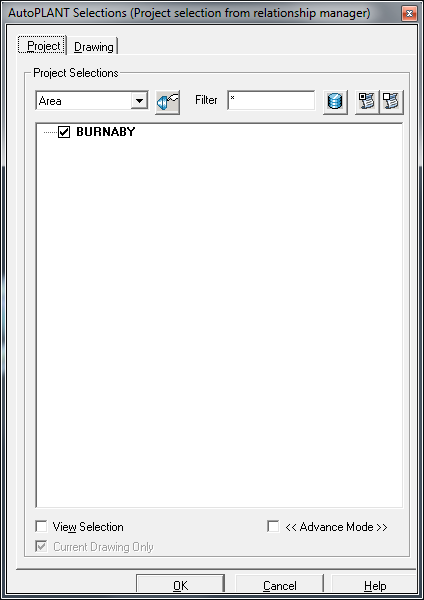 AutoPLANT Selections (Project selection from relationship manager)
Project Drawing
Project Selections
Area Filter *
BURNABY
View Selection << Advance Mode >>
Current Drawing Only
OK Cancel Help